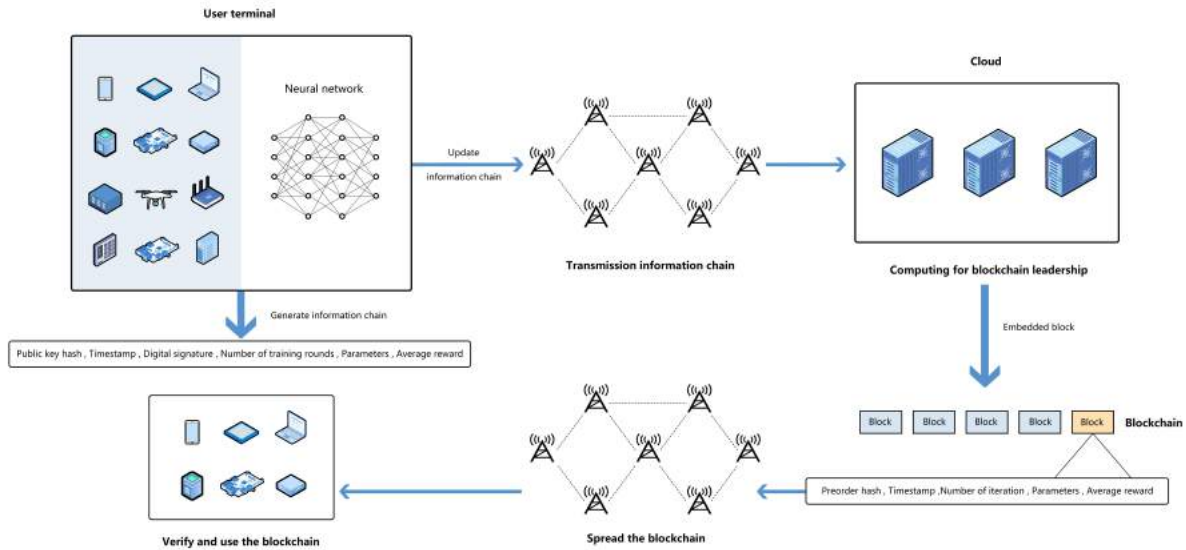 User terminal
Neural network
Update
information chain
Transmission information chain
Cloud
Computing for blockchain leadership
Generate information chain
Embedded block
Public key hash , Timestamp , Digital signature , Number of training rounds , Parameters , Average reward
Block
Block
Block
Block
Block
Blockchain
Preorder hash , Timestamp ,Number of iteration , Parameters , Average reward
Spread the blockchain
Verify and use the blockchain